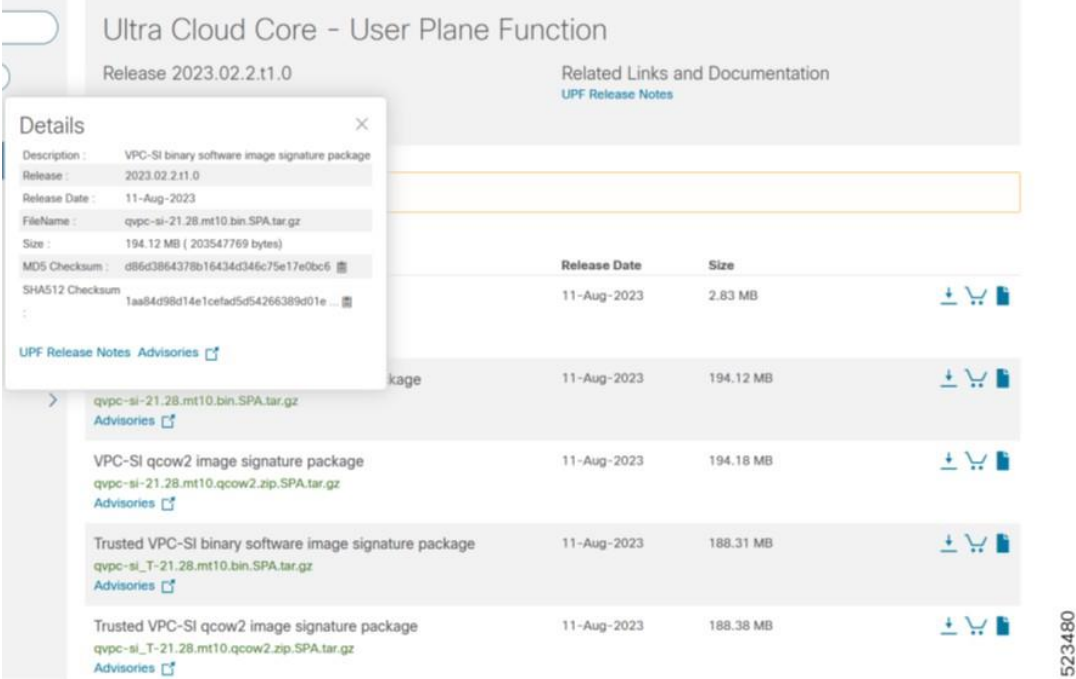 Ultra Cloud Core - User Plane Function
Release 2023.02.2.t1.0
Related Links and Documentation
UPF Release Notes
Details
Description : VPC-SI binary software image signature package
Release : 2023.02.2.t1.0
Release Date : 11-Aug-2023
FileName : qvpc-si-21.28.mt10.bin.SPA.tar.gz
Size : 194.12 MB ( 203547769 bytes)
MD5 Checksum : d86d3864378b16434d346c75e17e0bc6
SHA512 Checksum
1aa84d98d14e1cefad5d54266389d01e ...
:
UPF Release Notes Advisories
Release Date Size
11-Aug-2023 2.83 MB
kage 11-Aug-2023 194.12 MB
qvpc-si-21.28.mt10.bin.SPA.tar.gz
Advisories
VPC-SI qcow2 image signature package 11-Aug-2023 194.18 MB
qvpc-si-21.28.mt10.qcow2.zip.SPA.tar.gz
Advisories
Trusted VPC-SI binary software image signature package 11-Aug-2023 188.31 MB
qvpc-si_T-21.28.mt10.bin.SPA.tar.gz
Advisories
Trusted VPC-SI qcow2 image signature package 11-Aug-2023 188.38 MB
qvpc-si_T-21.28.mt10.qcow2.zip.SPA.tar.gz
Advisories
523480